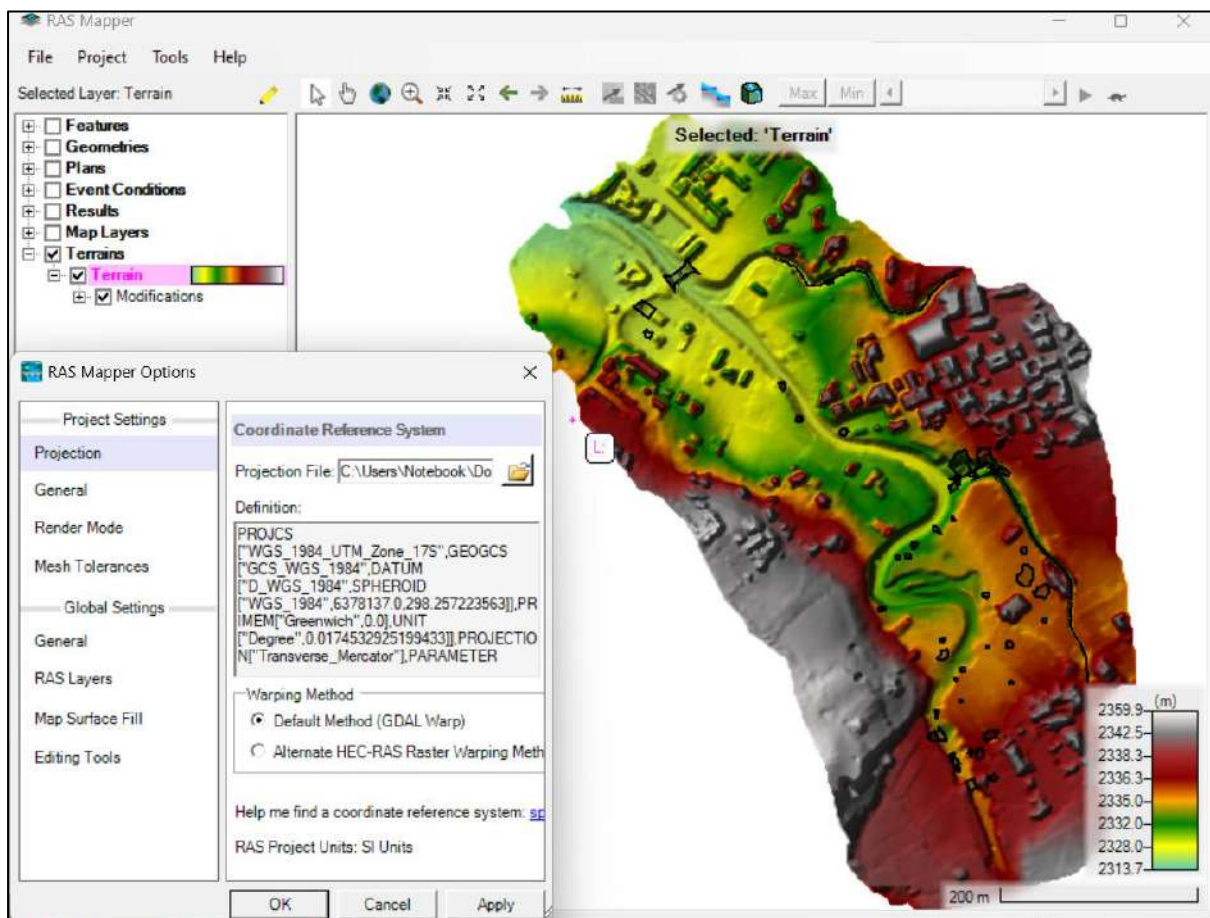 RAS Mapper
File Project Tools Help
Selected Layer: Terrain
Max Min
Features
Geometries
Plans
Event Conditions
Results
Map Layers
Terrains
Terrain
Modifications
Selected: 'Terrain'
RAS Mapper Options
Project Settings
Projection
General
Render Mode
Mesh Tolerances
Global Settings
General
RAS Layers
Map Surface Fill
Editing Tools
Coordinate Reference System
Projection File: C:\Users\Notebook\Do
Definition:
PROJCS
["WGS_1984_UTM_Zone_17S",GEOGCS
["GCS_WGS_1984",DATUM
["D_WGS_1984",SPHEROID
["WGS_1984",6378137.0,298.257223563]],PR
IMEM["Greenwich",0.0],UNIT
["Degree",0.0174532925199433]],PROJECTIO
N["Transverse_Mercator"],PARAMETER
Warping Method
Default Method (GDAL Warp)
Alternate HEC-RAS Raster Warping Meth
Help me find a coordinate reference system: sp
RAS Project Units: SI Units
OK Cancel Apply
(m)
2359.9
2342.5
2338.3
2336.3
2335.0
2332.0
2328.0
2313.7
200 m